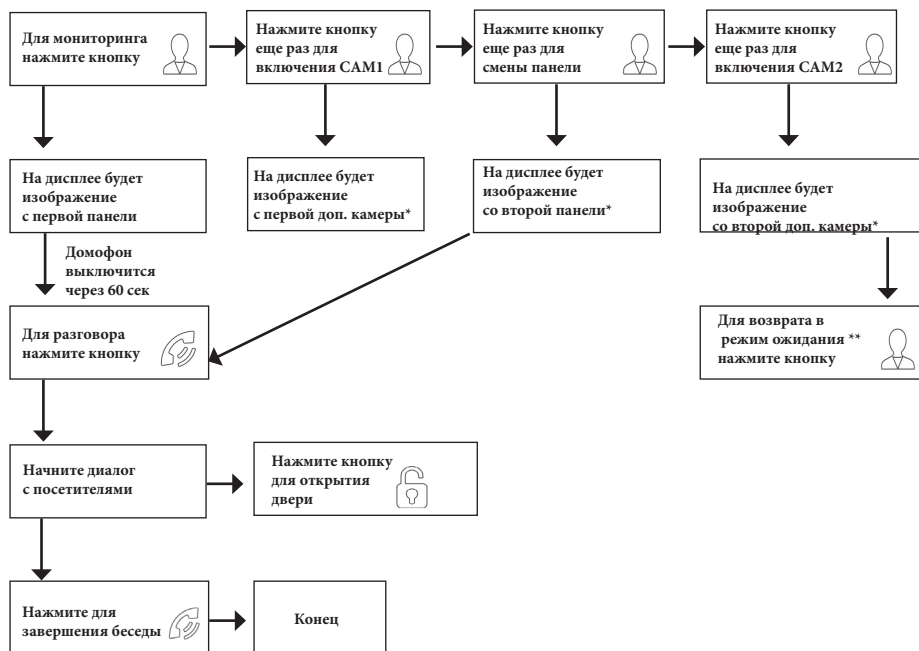 Для мониторинга
нажмите кнопку
Нажмите кнопку
еще раз для
включения CAM1
Нажмите кнопку
еще раз для
смены панели
Нажмите кнопку
еще раз для
включения CAM2
На дисплее будет
изображение
с первой панели
На дисплее будет
изображение
с первой доп. камеры*
На дисплее будет
изображение
со второй панели*
На дисплее будет
изображение
со второй доп. камеры*
Домофон
выключится
через 60 сек
Для разговора
нажмите кнопку
Для возврата в
режим ожидания **
нажмите кнопку
Начните диалог
с посетителями
Нажмите кнопку
для открытия
двери
Нажмите для
завершения беседы
Конец